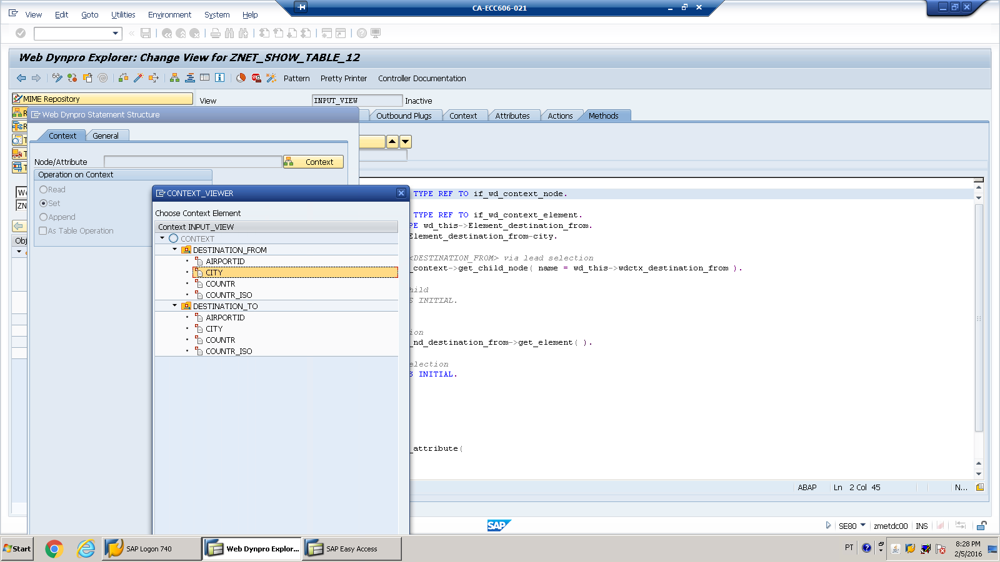 CA-ECC606-021
View Edit Goto Utilities Environment System Help
Web Dynpro Explorer: Change View for ZNET_SHOW_TABLE_12
Pattern Pretty Printer Controller Documentation
MIME Repository
View INPUT_VIEW Inactive
Web Dynpro Statement Structure
Outbound Plugs Context Attributes Actions Methods
Context General
Node/Attribute Context
Operation on Context
Read
Set
Append
As Table Operation
We
ZN
Obj
CONTEXT_VIEWER
Choose Context Element
Context INPUT_VIEW
CONTEXT
DESTINATION_FROM
AIRPORTID
CITY
COUNTR
COUNTR_ISO
DESTINATION_TO
AIRPORTID
CITY
COUNTR
COUNTR_ISO
TYPE REF TO if_wd_context_node.
TYPE REF TO if_wd_context_element.
PE wd_this->Element_destination_from.
Element_destination_from-city.
<DESTINATION_FROM> via lead selection
_context->get_child_node( name = wd_this->wdctx_destination_from ).
hild
S INITIAL.
ion
_nd_destination_from->get_element( ).
election
S INITIAL.
_attribute(
ABAP Ln 2 Col 45 N...
SAP SE80 zmetdc00 INS
Start SAP Logon 740 Web Dynpro Explor... SAP Easy Access PT 8:28 PM
2/5/2016